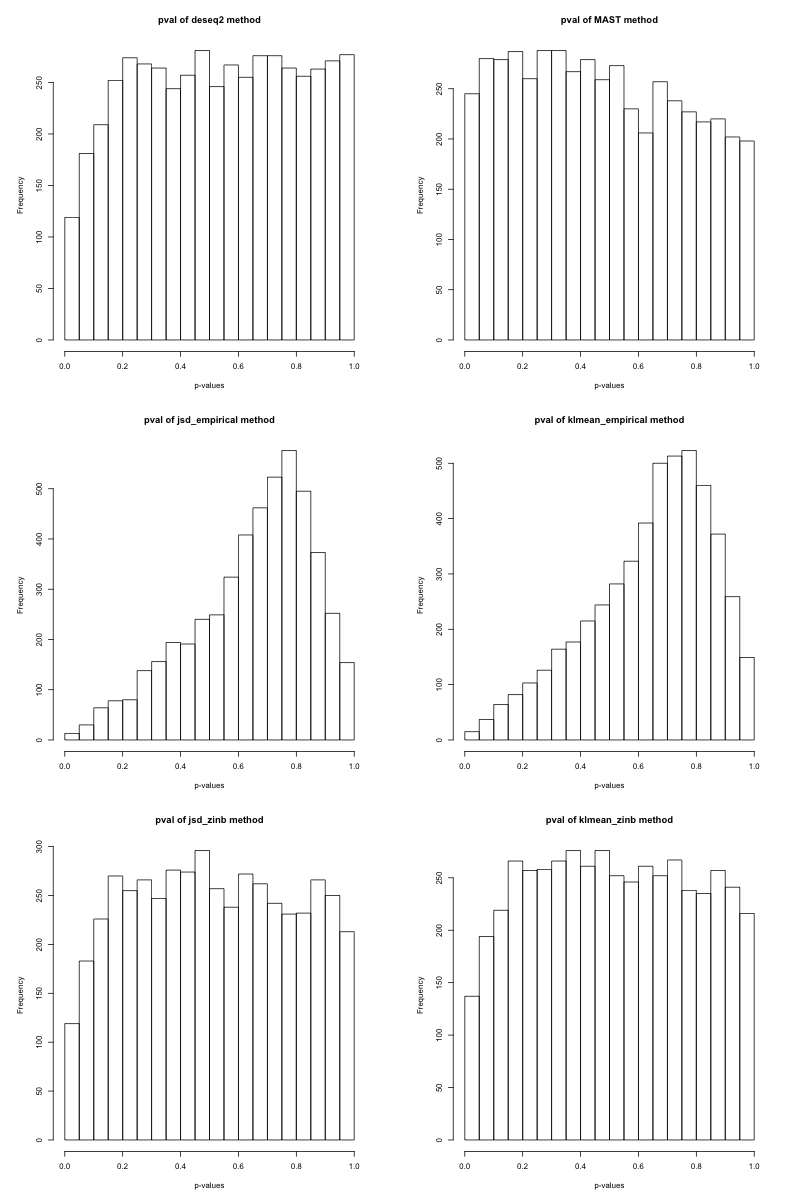 pval of deseq2 method
Frequency
0 50 100 150 200 250
0.0 0.2 0.4 0.6 0.8 1.0
p-values
pval of MAST method
Frequency
0 50 100 150 200 250
0.0 0.2 0.4 0.6 0.8 1.0
p-values
pval of jsd_empirical method
Frequency
0 100 200 300 400 500
0.0 0.2 0.4 0.6 0.8 1.0
p-values
pval of klmean_empirical method
Frequency
0 100 200 300 400 500
0.0 0.2 0.4 0.6 0.8 1.0
p-values
pval of jsd_zinb method
Frequency
0 50 100 150 200 250 300
0.0 0.2 0.4 0.6 0.8 1.0
p-values
pval of klmean_zinb method
Frequency
0 50 100 150 200 250
0.0 0.2 0.4 0.6 0.8 1.0
p-values